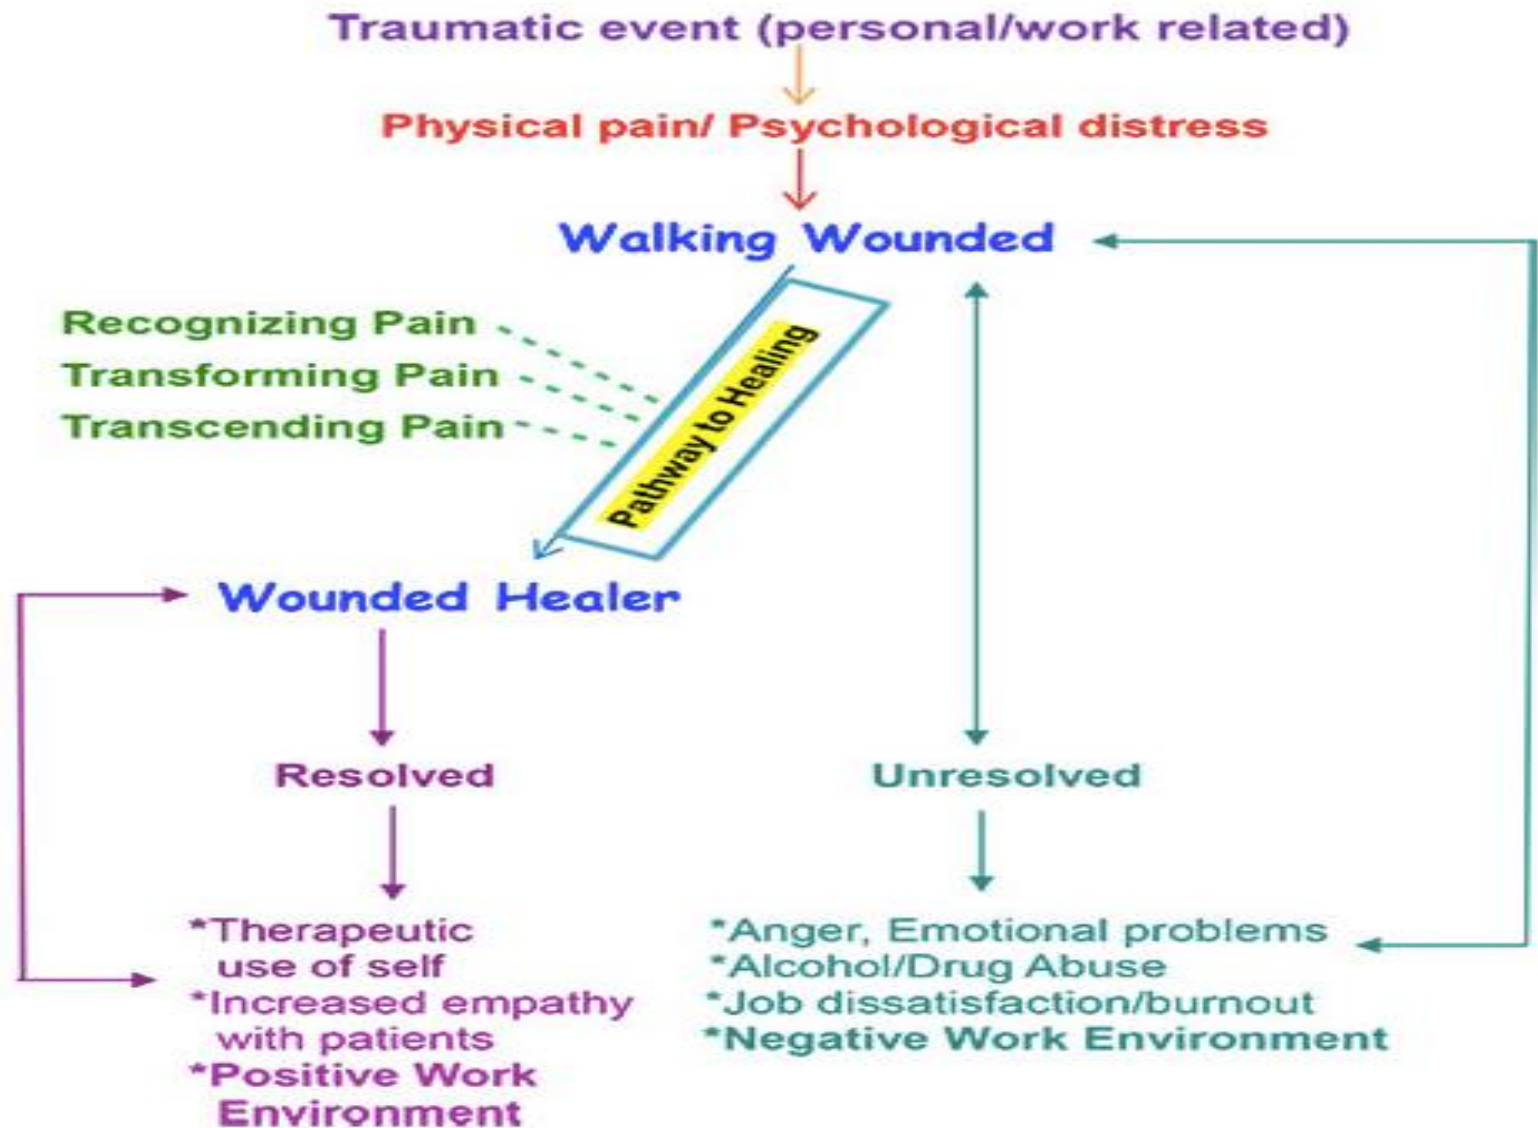 Traumatic event (personal/work related)
Physical pain/ Psychological distress
Walking Wounded
Recognizing Pain
Transforming Pain
Transcending Pain
Pathway to Healing
Wounded Healer
Resolved
Unresolved
*Therapeutic
use of self
*Increased empathy
with patients
*Positive Work
Environment
*Anger, Emotional problems
*Alcohol/Drug Abuse
*Job dissatisfaction/burnout
*Negative Work Environment